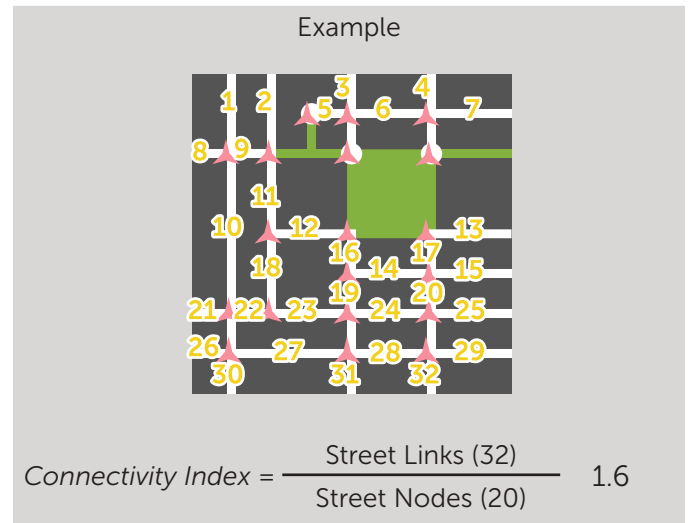 Example
1 2 3 4
5 6 7
8 9
11
10 12 13
16 17
18 14 15
19 20
21 22 23 24 25
26 27 28 29
30 31 32
Connectivity Index = Street Links (32) 1.6
Street Nodes (20)